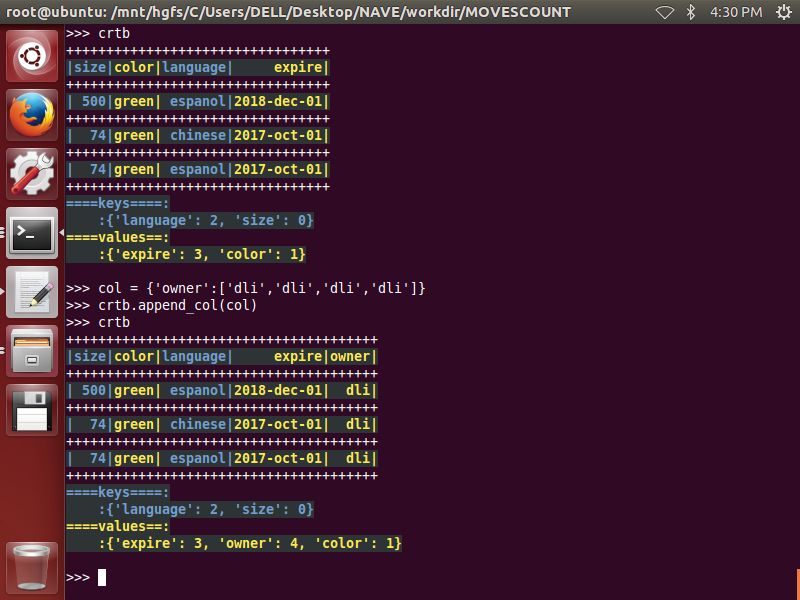 root@ubuntu: /mnt/hgfs/C/Users/DELL/Desktop/NAVE/workdir/MOVESCOUNT 4:30 PM
>>> crtb
+++++++++++++++++++++++++++++++++
|size|color|language|     expire|
+++++++++++++++++++++++++++++++++
| 500|green| espanol|2018-dec-01|
+++++++++++++++++++++++++++++++++
|  74|green| chinese|2017-oct-01|
+++++++++++++++++++++++++++++++++
|  74|green| espanol|2017-oct-01|
+++++++++++++++++++++++++++++++++
====keys====:
    :{'language': 2, 'size': 0}
====values==:
    :{'expire': 3, 'color': 1}
>>> col = {'owner':['dli','dli','dli','dli']}
>>> crtb.append_col(col)
>>> crtb
+++++++++++++++++++++++++++++++++++++++
|size|color|language|     expire|owner|
+++++++++++++++++++++++++++++++++++++++
| 500|green| espanol|2018-dec-01|  dli|
+++++++++++++++++++++++++++++++++++++++
|  74|green| chinese|2017-oct-01|  dli|
+++++++++++++++++++++++++++++++++++++++
|  74|green| espanol|2017-oct-01|  dli|
+++++++++++++++++++++++++++++++++++++++
====keys====:
    :{'language': 2, 'size': 0}
====values==:
    :{'expire': 3, 'owner': 4, 'color': 1}
>>>